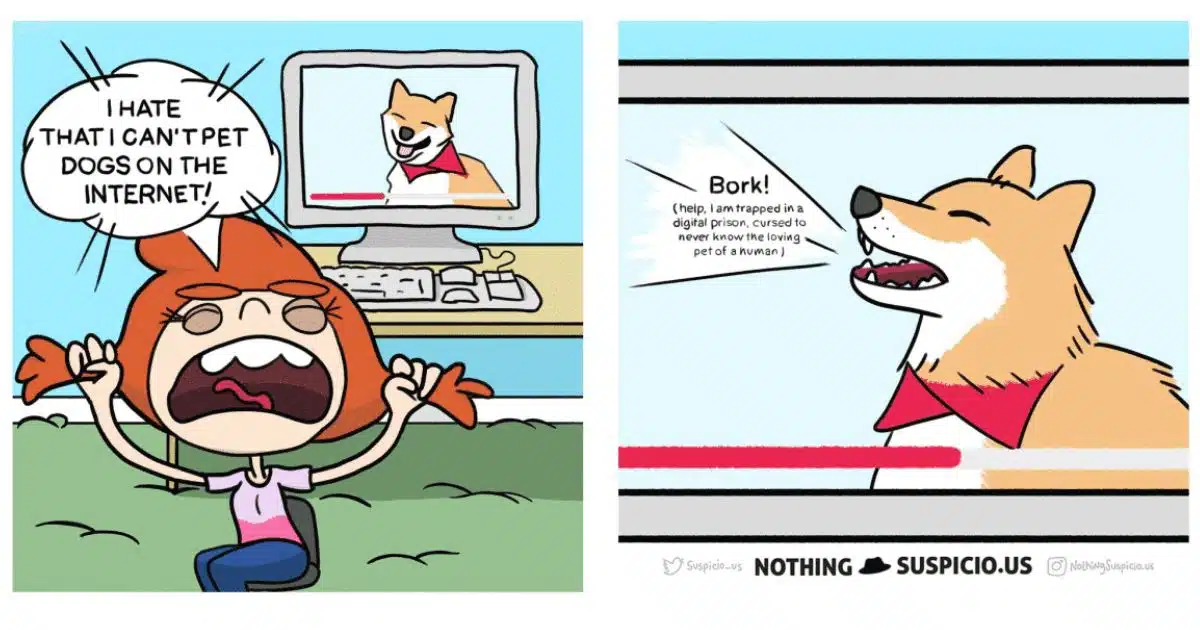 I HATE
THAT I CAN'T PET
DOGS ON THE
INTERNET!
Bork!
(help, I am trapped in a
digital prison, cursed to
never know the loving
pet of a human)
Suspicio_us
NOTHING SUSPICIO.US
NothingSuspicio.us